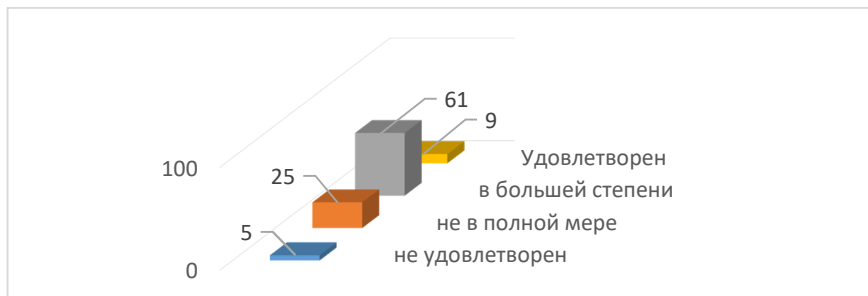 61
9
Удовлетворен
100
в большей степени
25
не в полной мере
5
не удовлетворен
0